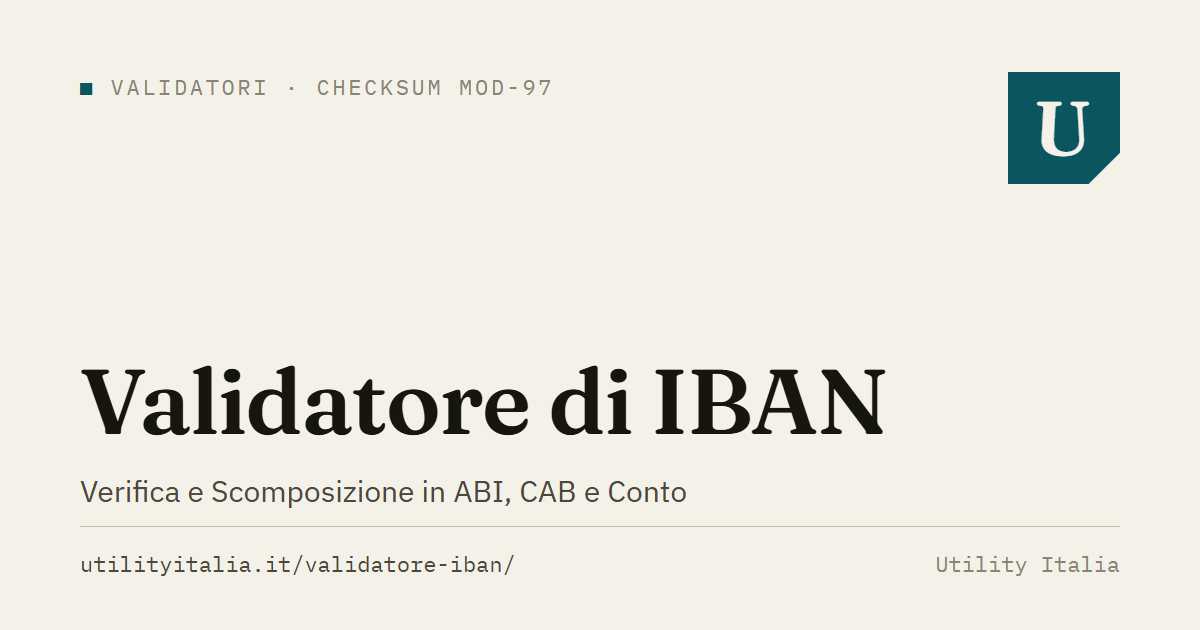 ■ VALIDATORI · CHECKSUM MOD-97
U
Validatore di IBAN
Verifica e Scomposizione in ABI, CAB e Conto
utilityitalia.it/validatore-iban/
Utility Italia